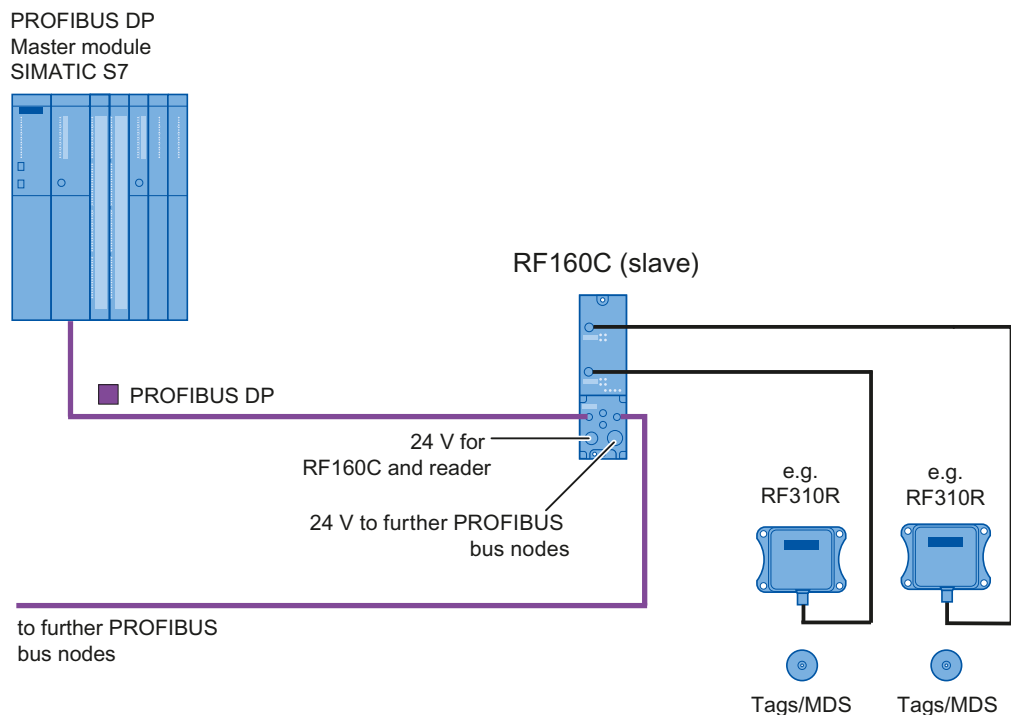 PROFIBUS DP
Master module
SIMATIC S7
RF160C (slave)
PROFIBUS DP
24 V for
RF160C and reader
24 V to further PROFIBUS
bus nodes
e.g.
RF310R
e.g.
RF310R
to further PROFIBUS
bus nodes
Tags/MDS
Tags/MDS